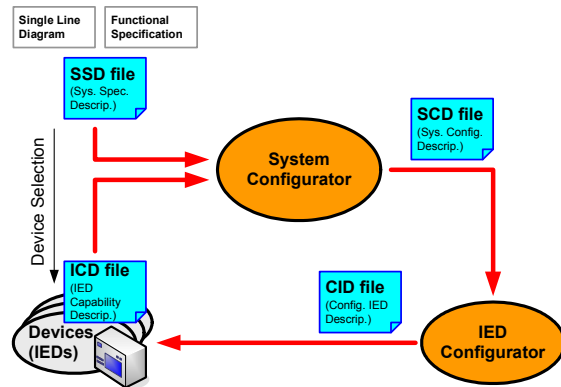 Single Line
Diagram
Functional
Specification
SSD file
(Sys. Spec.
Descrip.)
SCD file
(Sys. Config.
Descrip.)
System
Configurator
Device Selection
ICD file
(IED
Capability
Descrip.)
CID file
(Config. IED
Descrip.)
Devices
(IEDs)
IED
Configurator